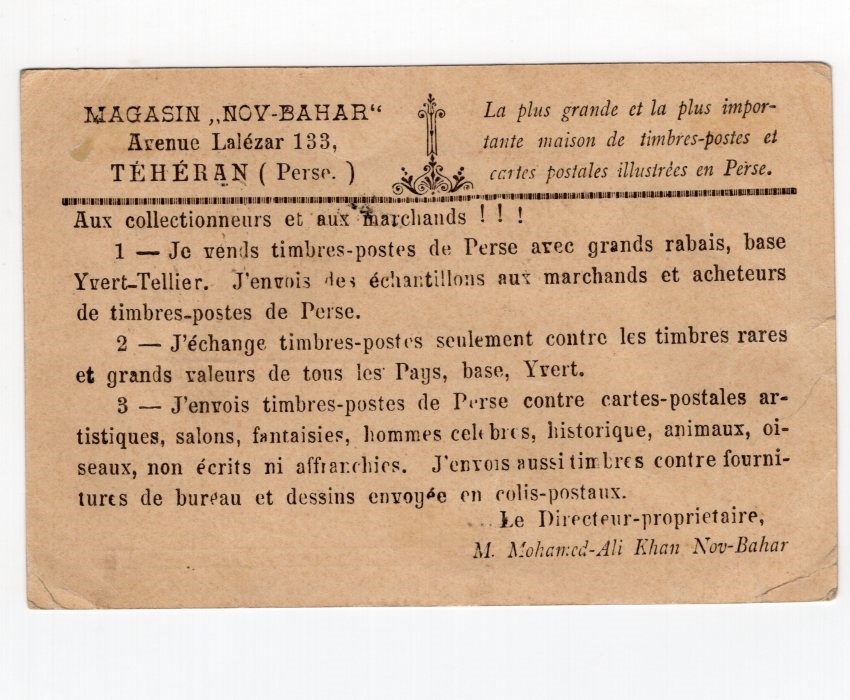 MAGASIN „NOV-BAHAR“
Avenue Lalézar 133,
TÉHÉRAN ( Perse. )
La plus grande et la plus impor-
tante maison de timbres-postes et
cartes postales illustrées en Perse.
Aux collectionneurs et aux marchands ! ! !
1 — Je vends timbres-postes de Perse avec grands rabais, base
Yvert-Tellier. J'envois des échantillons aux marchands et acheteurs
de timbres-postes de Perse.
2 — J'échange timbres-postes seulement contre les timbres rares
et grands valeurs de tous les Pays, base, Yvert.
3 — J'envois timbres-postes de Perse contre cartes-postales ar-
tistiques, salons, fantaisies, hommes celebres, historique, animaux, oi-
seaux, non écrits ni affranchies. J'envois aussi timbres contre fourni-
tures de bureau et dessins envoyée en colis-postaux.
Le Directeur-proprietaire,
M. Mohamed-Ali Khan Nov-Bahar